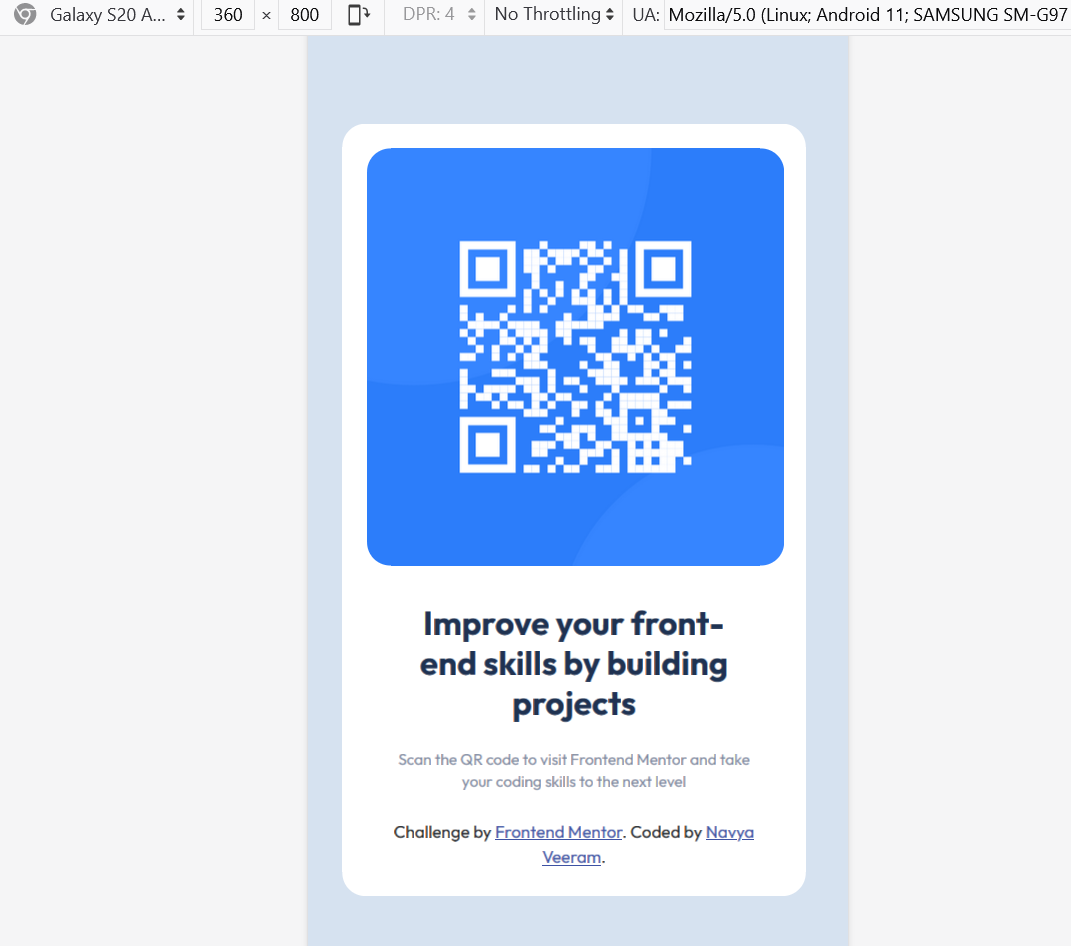 Galaxy S20 A... 360 × 800 DPR: 4 No Throttling UA: Mozilla/5.0 (Linux; Android 11; SAMSUNG SM-G97
Improve your front-
end skills by building
projects
Scan the QR code to visit Frontend Mentor and take
your coding skills to the next level
Challenge by Frontend Mentor. Coded by Navya
Veeram.